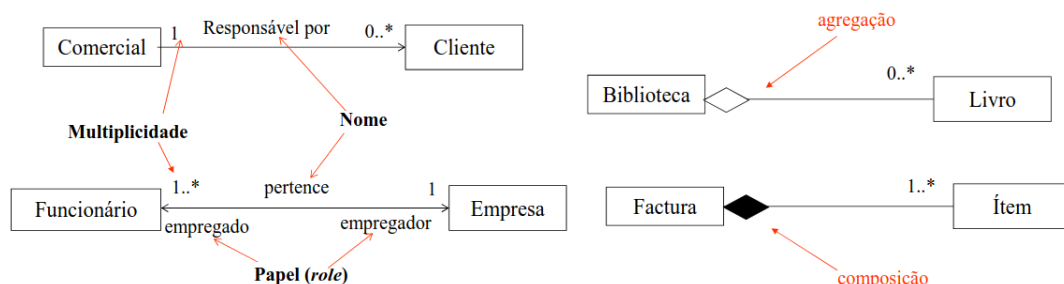 Comercial 1 Responsável por 0..* Cliente
Multiplicidade Nome
Funcionário 1..* pertence 1 Empresa
empregado empregador
Papel (role)
agregação
Biblioteca 0..* Livro
Factura 1..* Ítem
composição